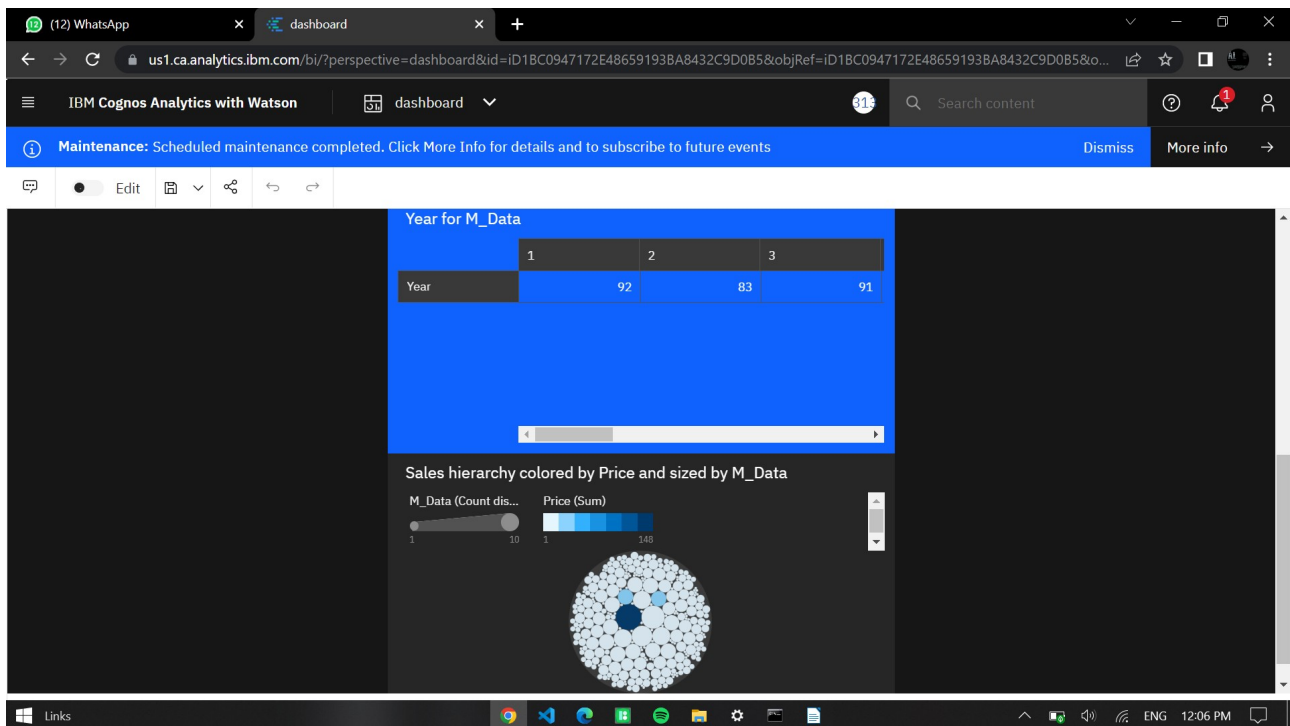 12 (12) WhatsApp dashboard
us1.ca.analytics.ibm.com/bi/?perspective=dashboard&id=iD1BC0947172E48659193BA8432C9D0B5&objRef=iD1BC0947172E48659193BA8432C9D0B5&o...
IBM Cognos Analytics with Watson dashboard 313 Search content 1
Maintenance: Scheduled maintenance completed. Click More Info for details and to subscribe to future events Dismiss More info
Edit
Year for M_Data
1 2 3
Year 92 83 91
Sales hierarchy colored by Price and sized by M_Data
M_Data (Count dis... Price (Sum)
1 10 1 148
Links ENG 12:06 PM